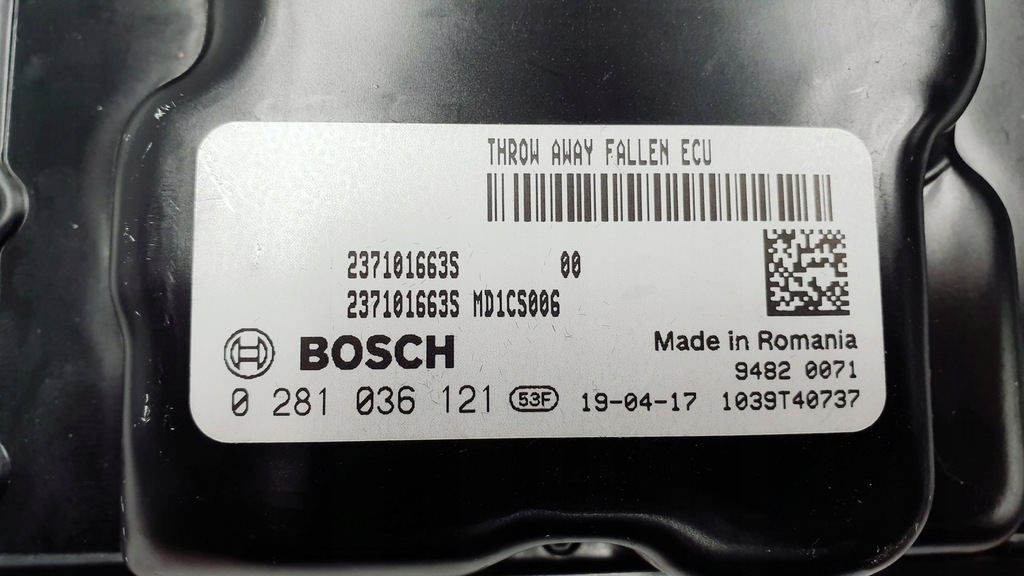 THROW AWAY FALLEN ECU
237101663S 00
237101663S MD1CS006
BOSCH
Made in Romania
9482 0071
0 281 036 121 53F 19-04-17 1039T40737